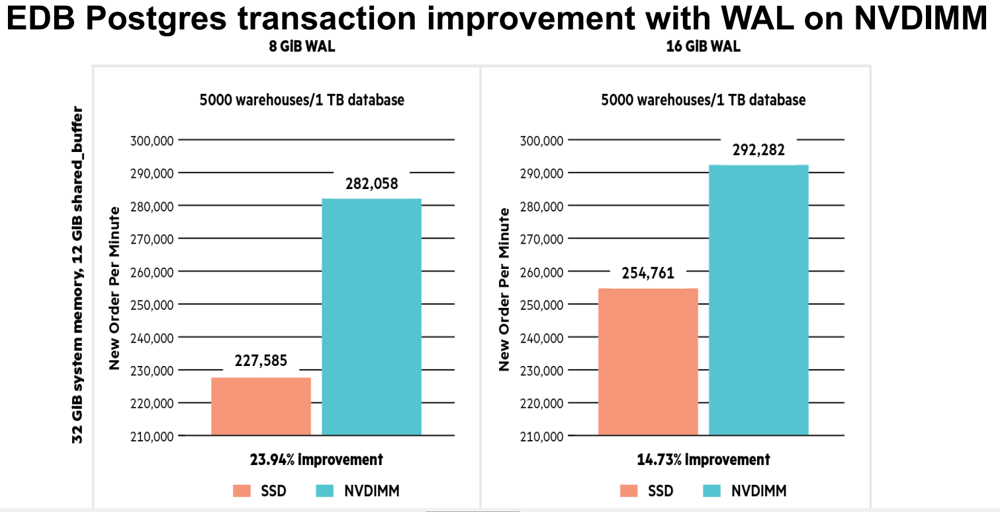 EDB Postgres transaction improvement with WAL on NVDIMM
8 GiB WAL
16 GiB WAL
32 GiB system memory, 12 GiB shared_buffer
5000 warehouses/1 TB database
New Order Per Minute
300,000
290,000
280,000
270,000
260,000
250,000
240,000
230,000
220,000
210,000
227,585
282,058
23.94% improvement
SSD
NVDIMM
5000 warehouses/1 TB database
New Order Per Minute
300,000
290,000
280,000
270,000
260,000
250,000
240,000
230,000
220,000
210,000
254,761
292,282
14.73% improvement
SSD
NVDIMM